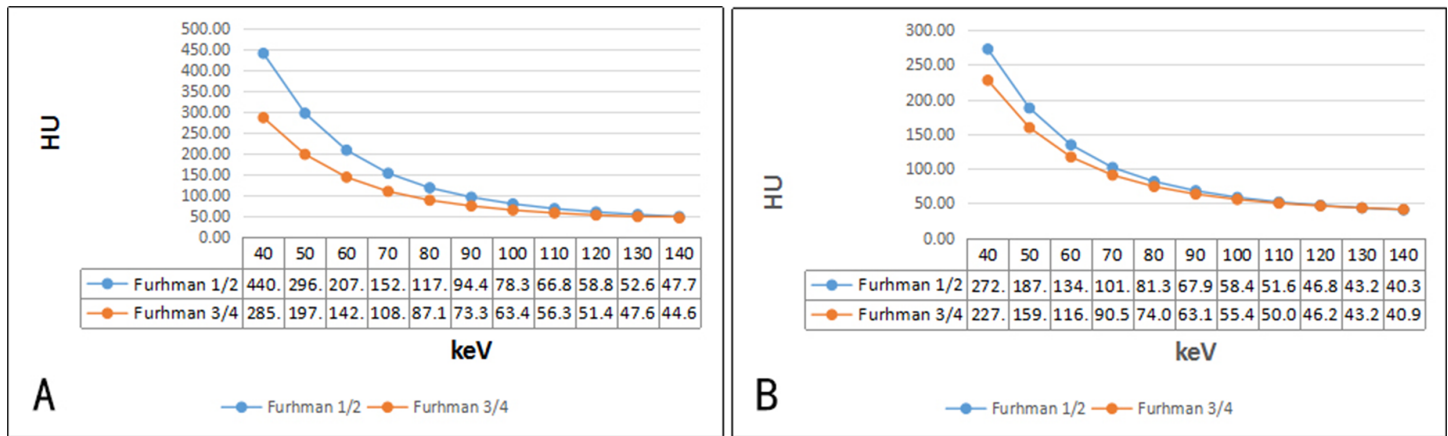 500.00
450.00
400.00
350.00
300.00
250.00
200.00
150.00
100.00
50.00
0.00
HU
40 50 60 70 80 90 100 110 120 130 140
Furhman 1/2 440. 296. 207. 152. 117. 94.4 78.3 66.8 58.8 52.6 47.7
Furhman 3/4 285. 197. 142. 108. 87.1 73.3 63.4 56.3 51.4 47.6 44.6
keV
A
Furhman 1/2 Furhman 3/4
300.00
250.00
200.00
150.00
100.00
50.00
0.00
HU
40 50 60 70 80 90 100 110 120 130 140
Furhman 1/2 272. 187. 134. 101. 81.3 67.9 58.4 51.6 46.8 43.2 40.3
Furhman 3/4 227. 159. 116. 90.5 74.0 63.1 55.4 50.0 46.2 43.2 40.9
keV
B
Furhman 1/2 Furhman 3/4